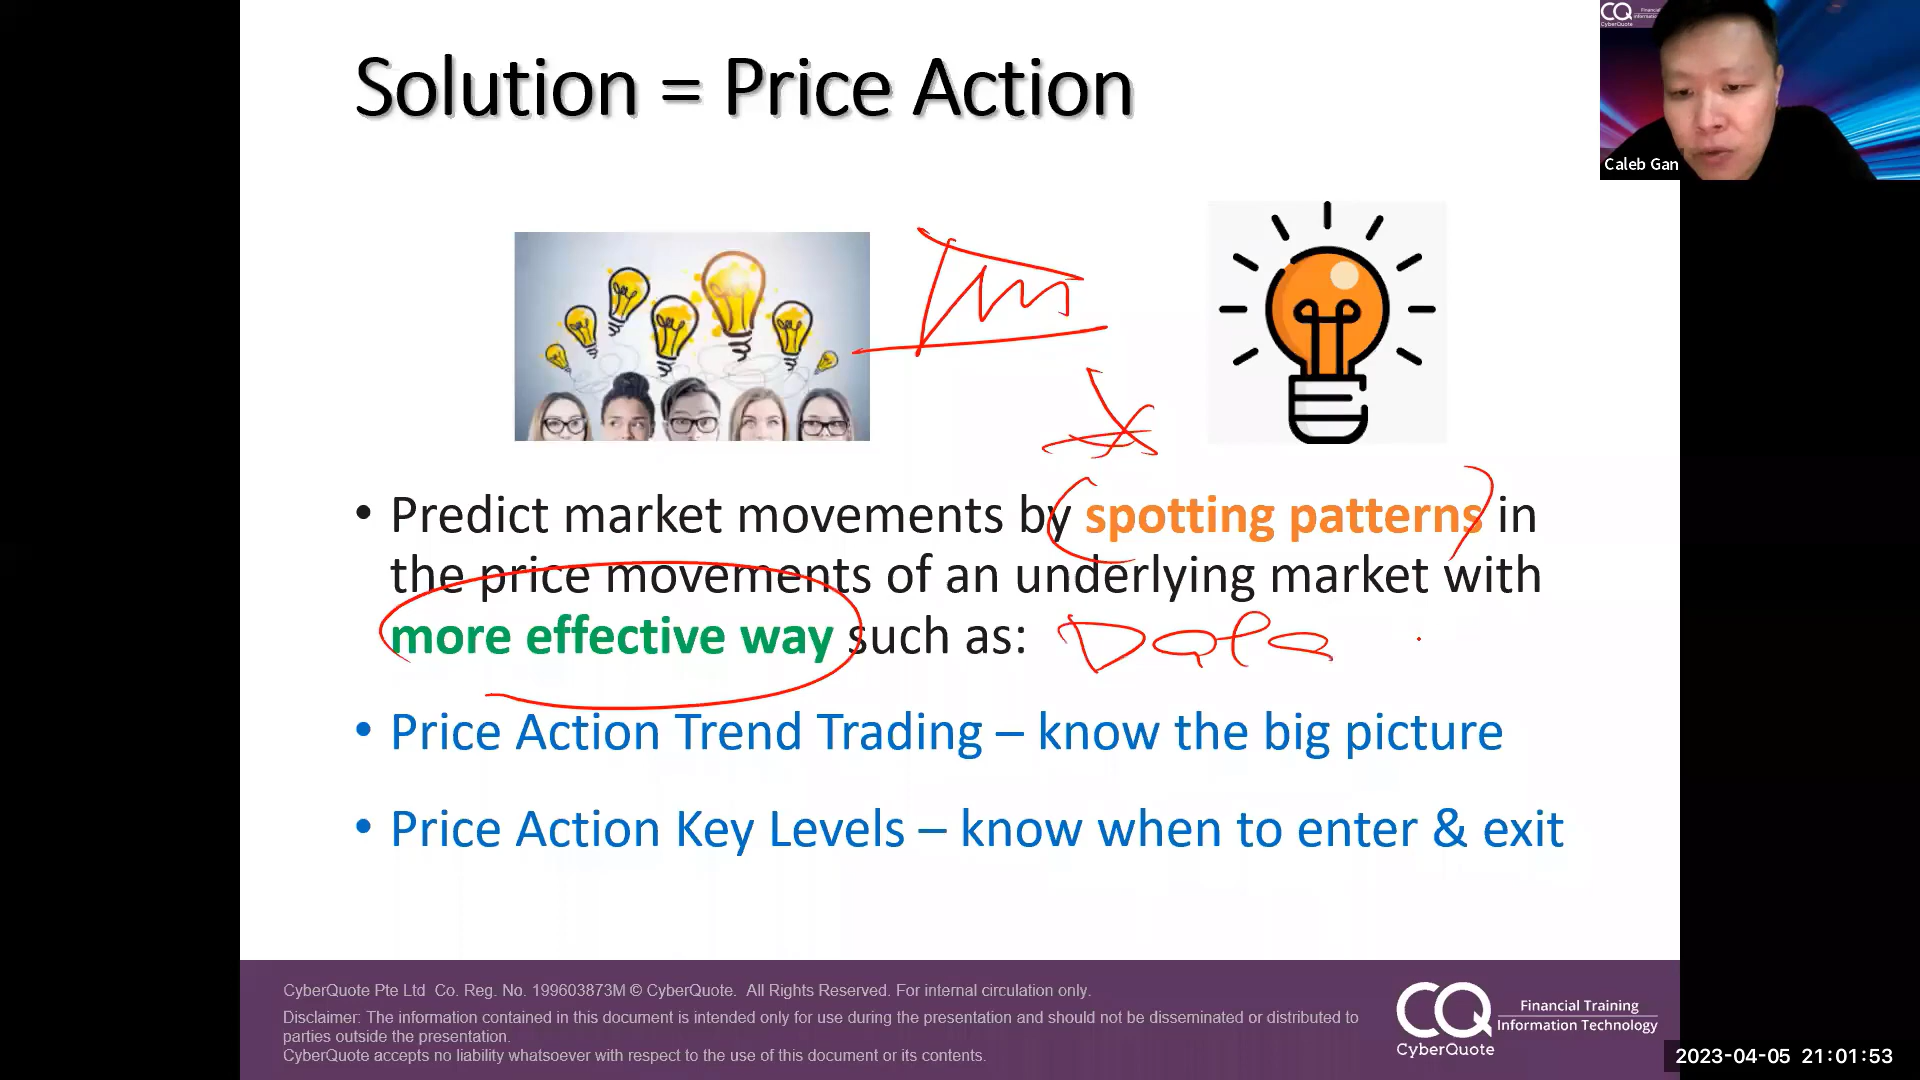 Solution = Price Action
CQ
CyberQuote
Caleb Gan
• Predict market movements by spotting patterns in
the price movements of an underlying market with
more effective way such as: Data
• Price Action Trend Trading – know the big picture
• Price Action Key Levels – know when to enter & exit
CyberQuote Pte Ltd Co. Reg. No. 199603873M © CyberQuote. All Rights Reserved. For internal circulation only.
Disclaimer: The information contained in this document is intended only for use during the presentation and should not be disseminated or distributed to
parties outside the presentation.
CyberQuote accepts no liability whatsoever with respect to the use of this document or its contents.
CQ
CyberQuote
Financial Training
Information Technology
2023-04-05 21:01:53